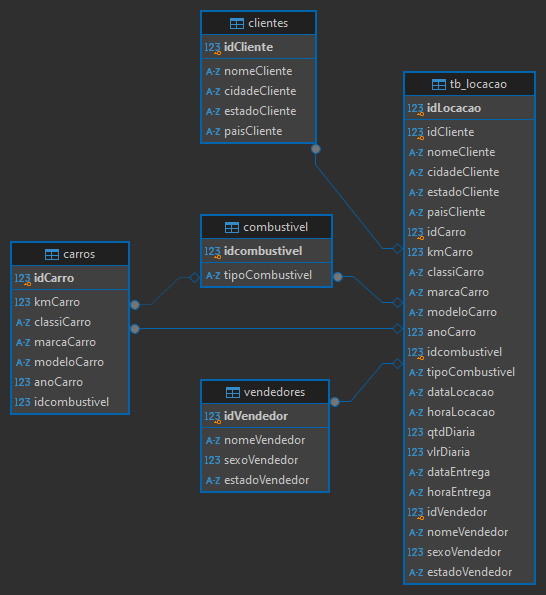 clientes
123 idCliente
A-Z nomeCliente
A-Z cidadeCliente
A-Z estadoCliente
A-Z paisCliente
combustivel
123 idcombustivel
A-Z tipoCombustivel
carros
123 idCarro
123 kmCarro
A-Z classiCarro
A-Z marcaCarro
A-Z modeloCarro
123 anoCarro
123 idcombustivel
vendedores
123 idVendedor
A-Z nomeVendedor
123 sexoVendedor
A-Z estadoVendedor
tb_locacao
123 idLocacao
123 idCliente
A-Z nomeCliente
A-Z cidadeCliente
A-Z estadoCliente
A-Z paisCliente
123 idCarro
123 kmCarro
A-Z classiCarro
A-Z marcaCarro
A-Z modeloCarro
123 anoCarro
123 idcombustivel
A-Z tipoCombustivel
A-Z dataLocacao
A-Z horaLocacao
123 qtdDiaria
123 vlrDiaria
A-Z dataEntrega
A-Z horaEntrega
123 idVendedor
A-Z nomeVendedor
123 sexoVendedor
A-Z estadoVendedor